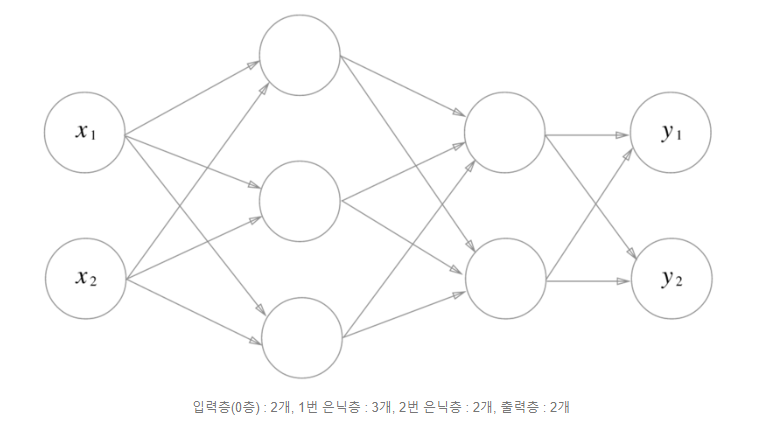 x₁
y₁
x₂
y₂
입력층(0층) : 2개, 1번 은닉층 : 3개, 2번 은닉층 : 2개, 출력층 : 2개